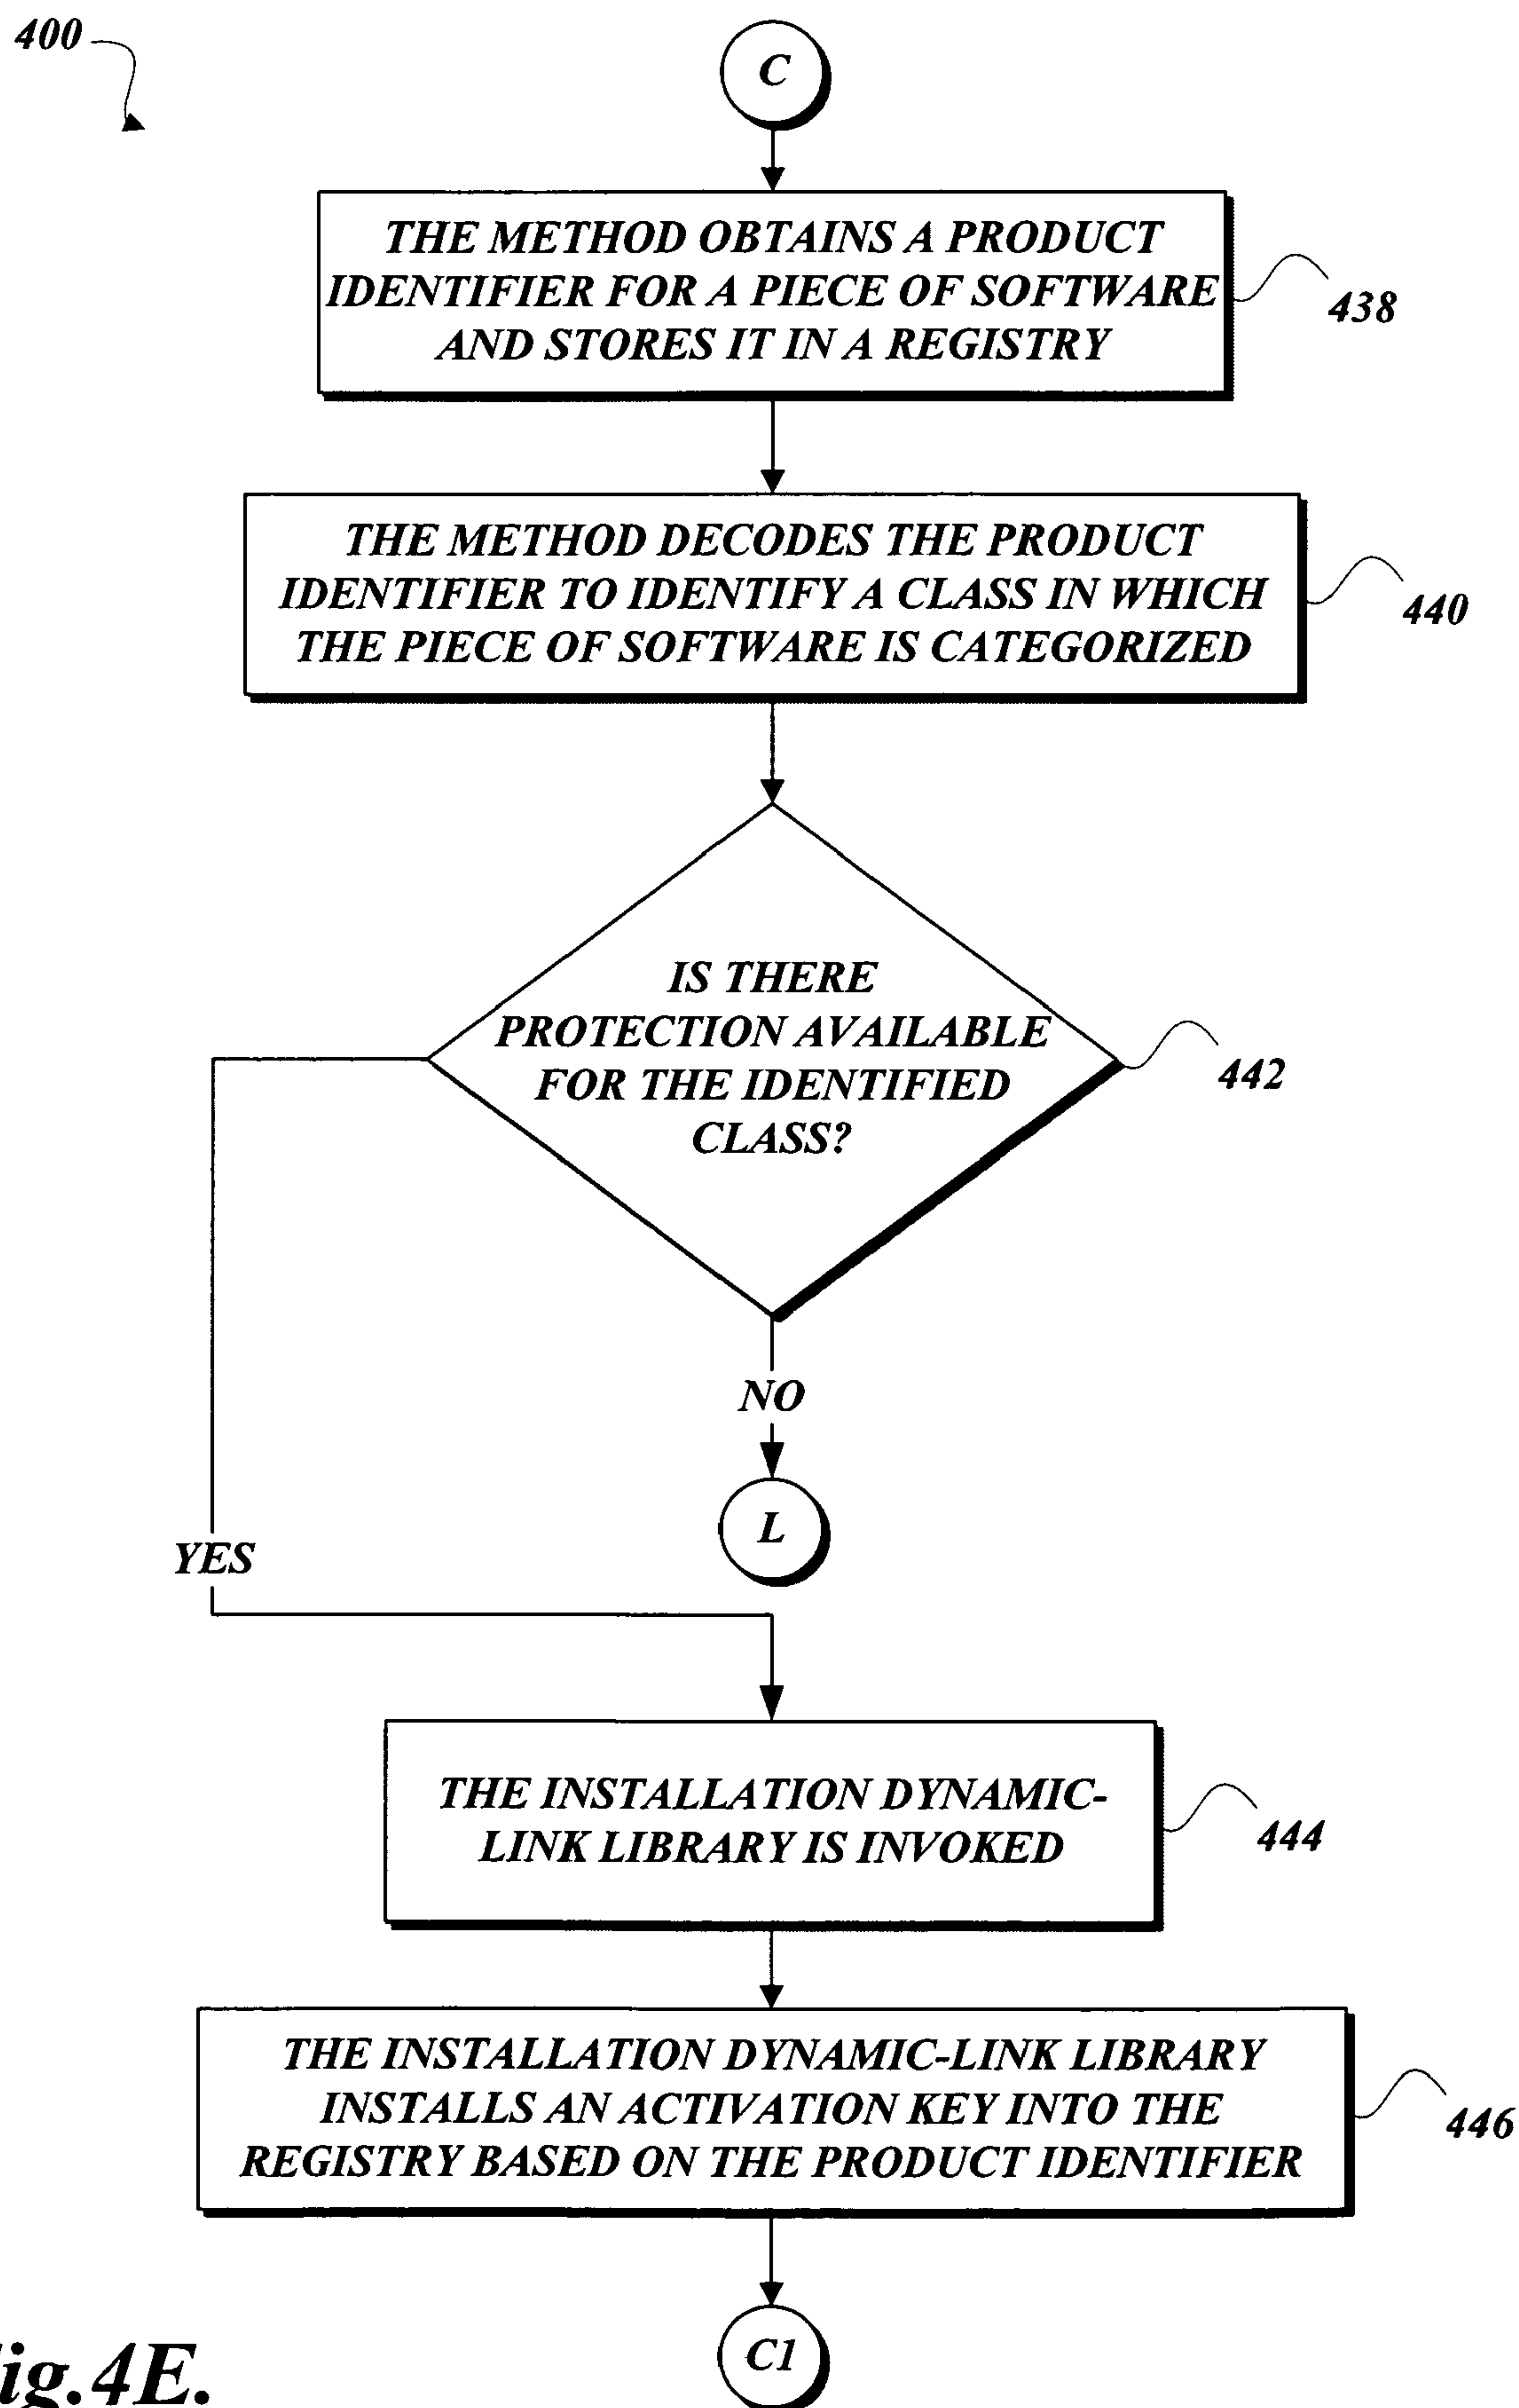 400
C
THE METHOD OBTAINS A PRODUCT
IDENTIFIER FOR A PIECE OF SOFTWARE
AND STORES IT IN A REGISTRY
438
THE METHOD DECODES THE PRODUCT
IDENTIFIER TO IDENTIFY A CLASS IN WHICH
THE PIECE OF SOFTWARE IS CATEGORIZED
440
IS THERE
PROTECTION AVAILABLE
FOR THE IDENTIFIED
CLASS?
442
NO
L
YES
THE INSTALLATION DYNAMIC-
LINK LIBRARY IS INVOKED
444
THE INSTALLATION DYNAMIC-LINK LIBRARY
INSTALLS AN ACTIVATION KEY INTO THE
REGISTRY BASED ON THE PRODUCT IDENTIFIER
446
C1
ig.4E.